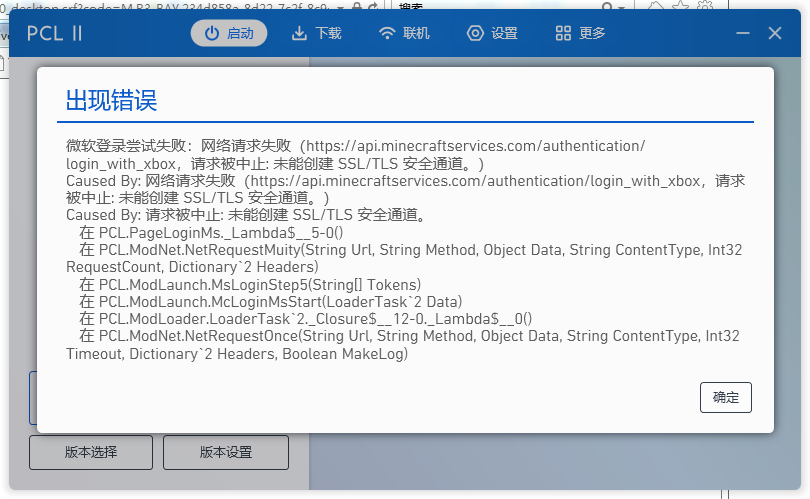 搜索
PCL II
启动
下载
联机
设置
更多
出现错误
微软登录尝试失败：网络请求失败（https://api.minecraftservices.com/authentication/
login_with_xbox，请求被中止: 未能创建 SSL/TLS 安全通道。)
Caused By: 网络请求失败（https://api.minecraftservices.com/authentication/login_with_xbox，请求
被中止: 未能创建 SSL/TLS 安全通道。)
Caused By: 请求被中止: 未能创建 SSL/TLS 安全通道。
在 PCL.PageLoginMs._Lambda$__5-0()
在 PCL.ModNet.NetRequestMuity(String Url, String Method, Object Data, String ContentType, Int32
RequestCount, Dictionary`2 Headers)
在 PCL.ModLaunch.MsLoginStep5(String[] Tokens)
在 PCL.ModLaunch.McLoginMsStart(LoaderTask`2 Data)
在 PCL.ModLoader.LoaderTask`2._Closure$__12-0._Lambda$__0()
在 PCL.ModNet.NetRequestOnce(String Url, String Method, Object Data, String ContentType, Int32
Timeout, Dictionary`2 Headers, Boolean MakeLog)
确定
版本选择
版本设置